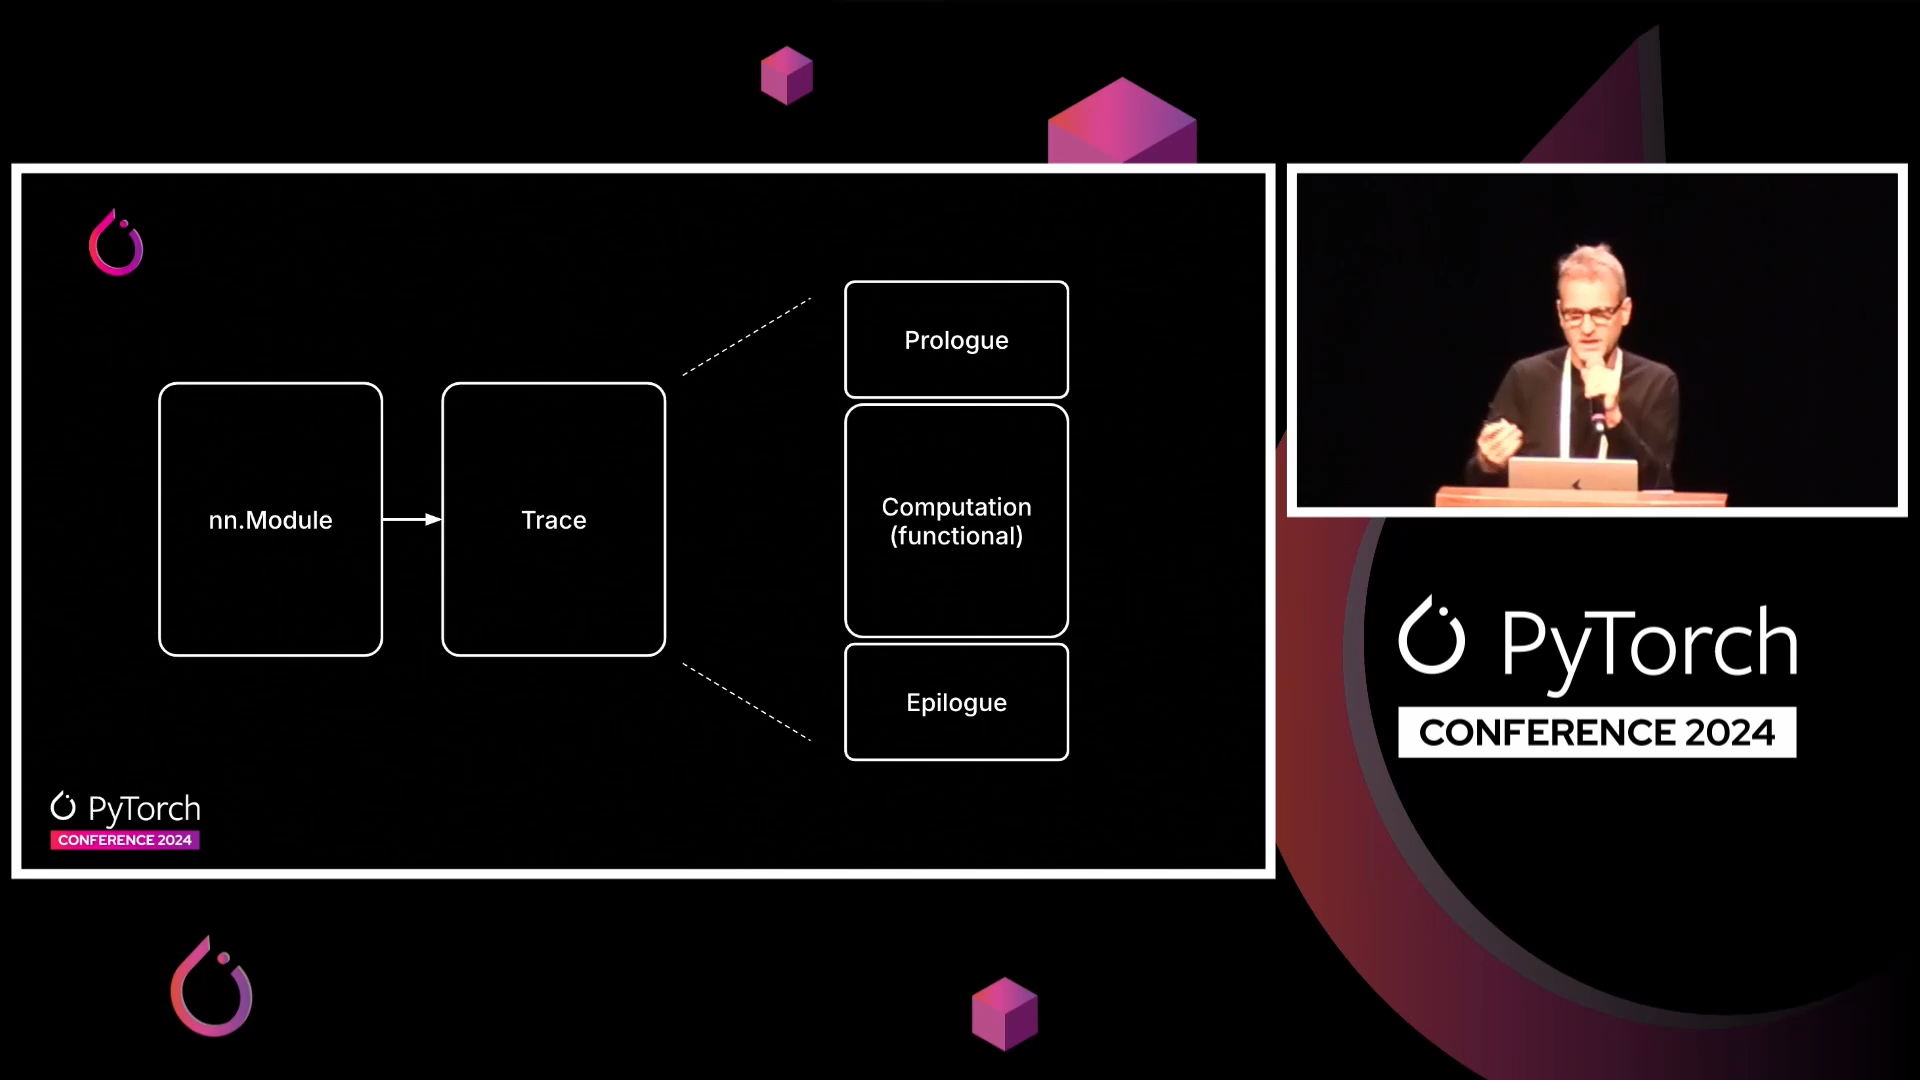 nn.Module
Trace
Prologue
Computation
(functional)
Epilogue
PyTorch
CONFERENCE 2024
PyTorch
CONFERENCE 2024